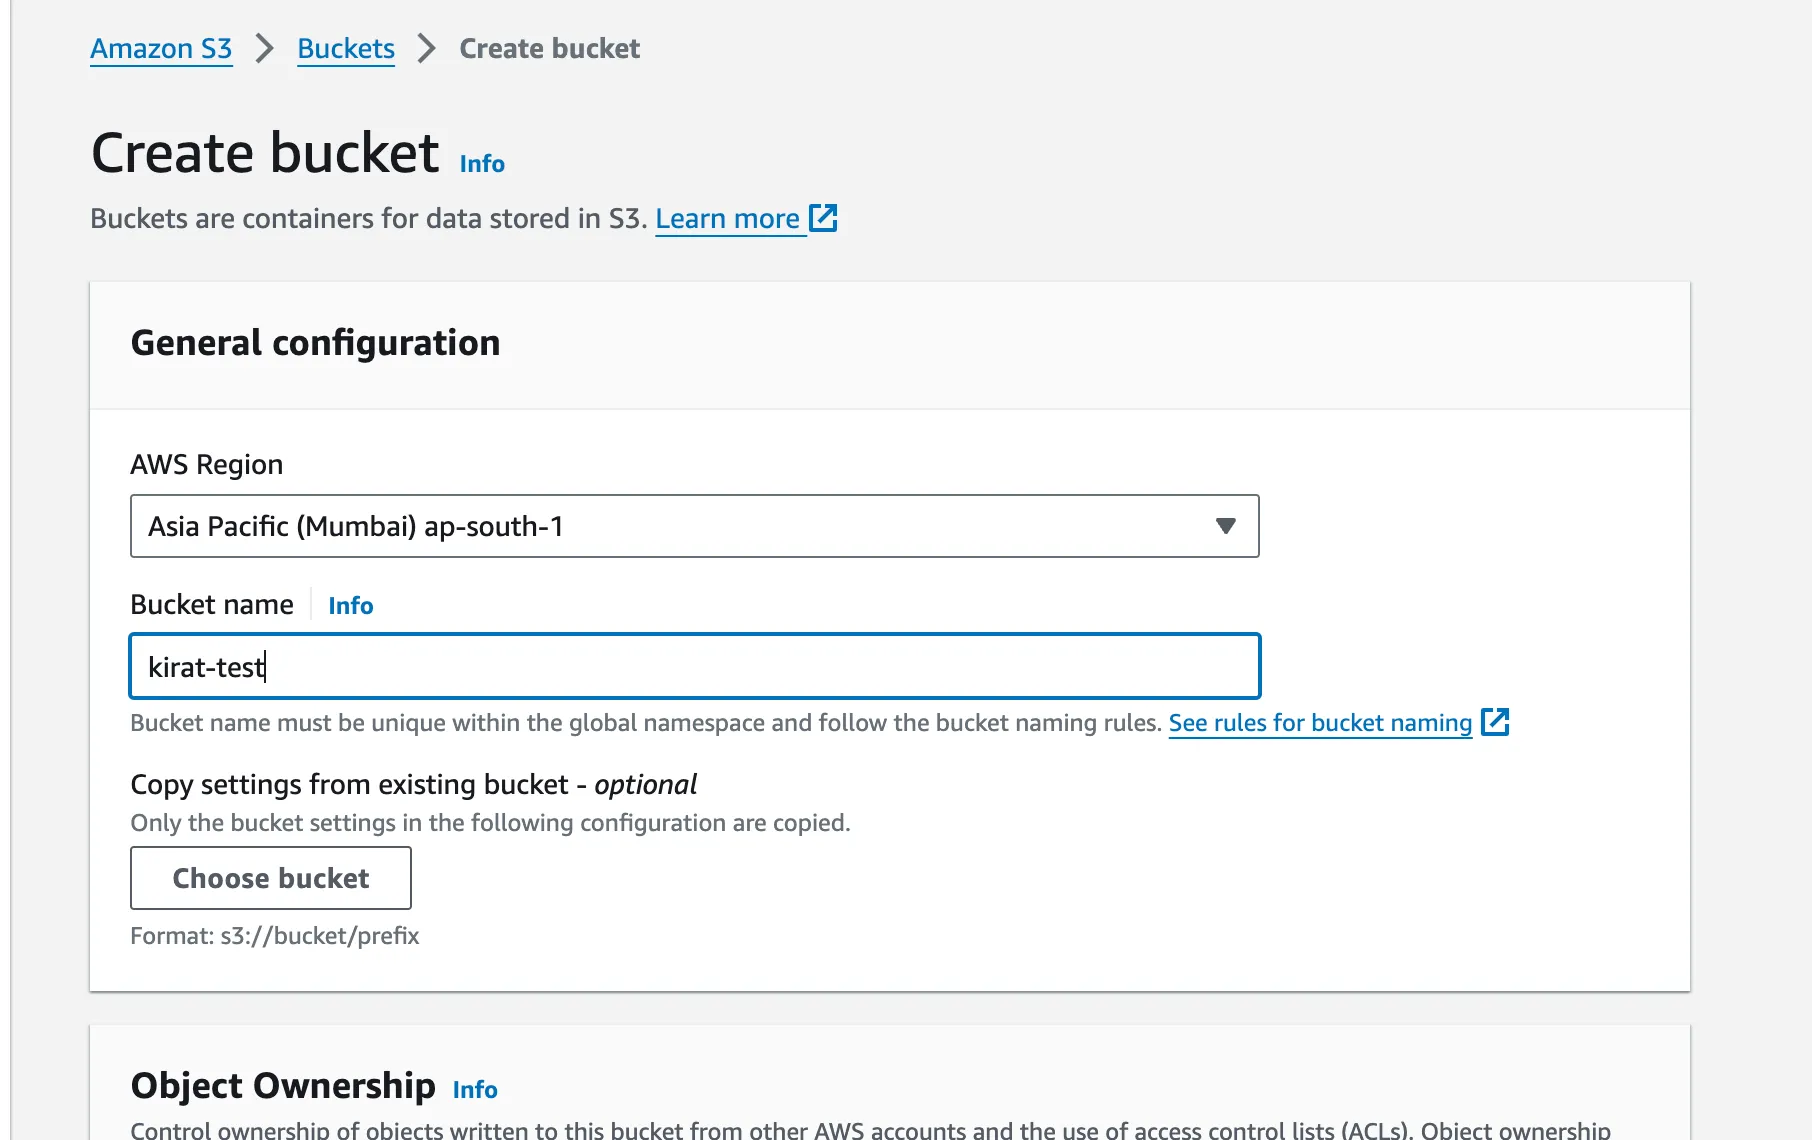 Amazon S3 > Buckets > Create bucket
Create bucket Info
Buckets are containers for data stored in S3. Learn more
General configuration
AWS Region
Asia Pacific (Mumbai) ap-south-1
Bucket name Info
kirat-test
Bucket name must be unique within the global namespace and follow the bucket naming rules. See rules for bucket naming
Copy settings from existing bucket - optional
Only the bucket settings in the following configuration are copied.
Choose bucket
Format: s3://bucket/prefix
Object Ownership Info
Control ownership of objects written to this bucket from other AWS accounts and the use of access control lists (ACLs). Object ownership